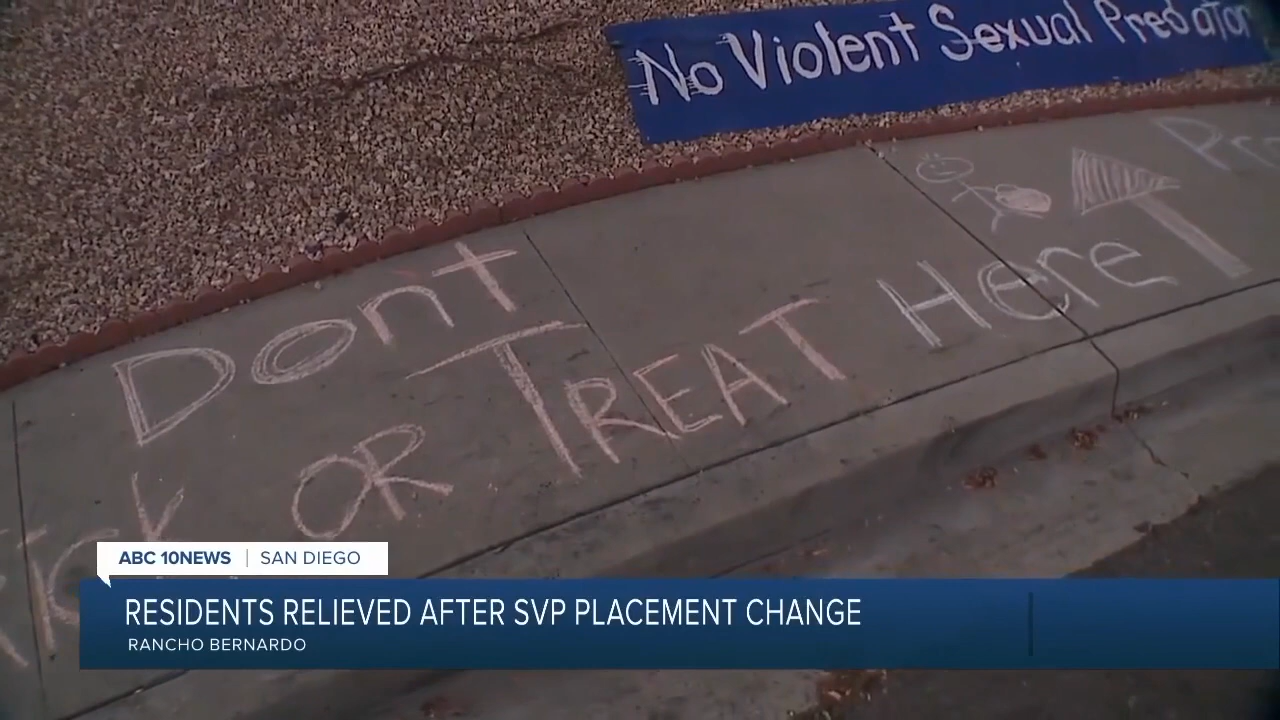 No Violent Sexual Predator
Dont
TRICK OR TREAT Here
ABC 10NEWS | SAN DIEGO
RESIDENTS RELIEVED AFTER SVP PLACEMENT CHANGE
RANCHO BERNARDO